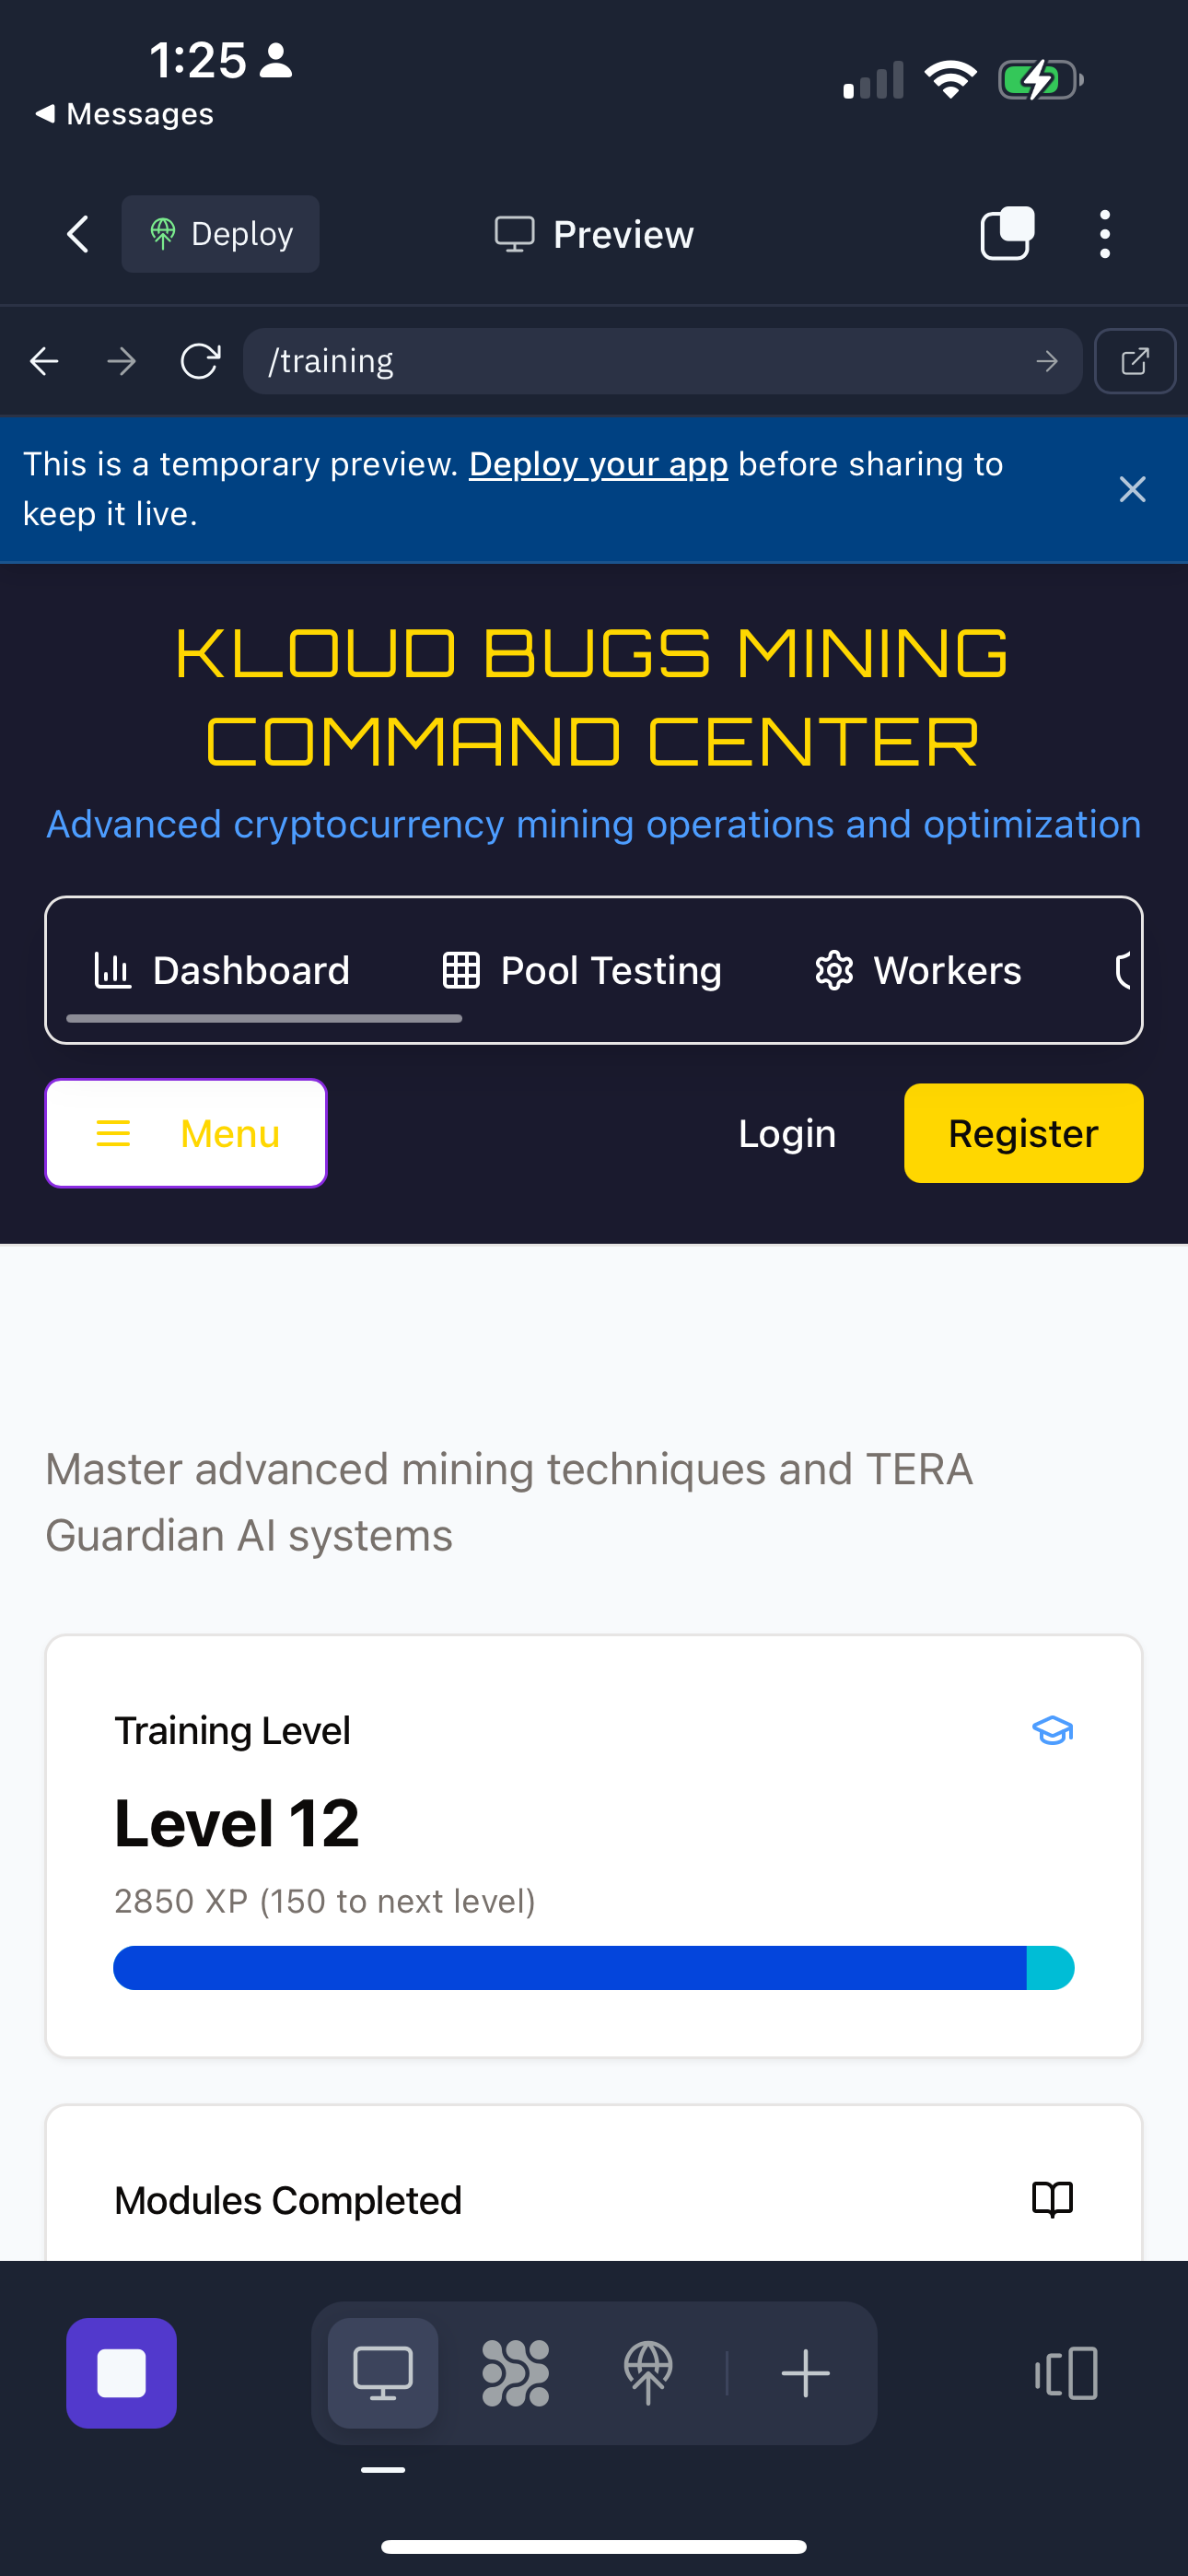 1:25
Messages
Deploy
Preview
/training
This is a temporary preview. Deploy your app before sharing to
keep it live.
KLOUD BUGS MINING
COMMAND CENTER
Advanced cryptocurrency mining operations and optimization
Dashboard
Pool Testing
Workers
Menu
Login
Register
Master advanced mining techniques and TERA
Guardian AI systems
Training Level
Level 12
2850 XP (150 to next level)
Modules Completed